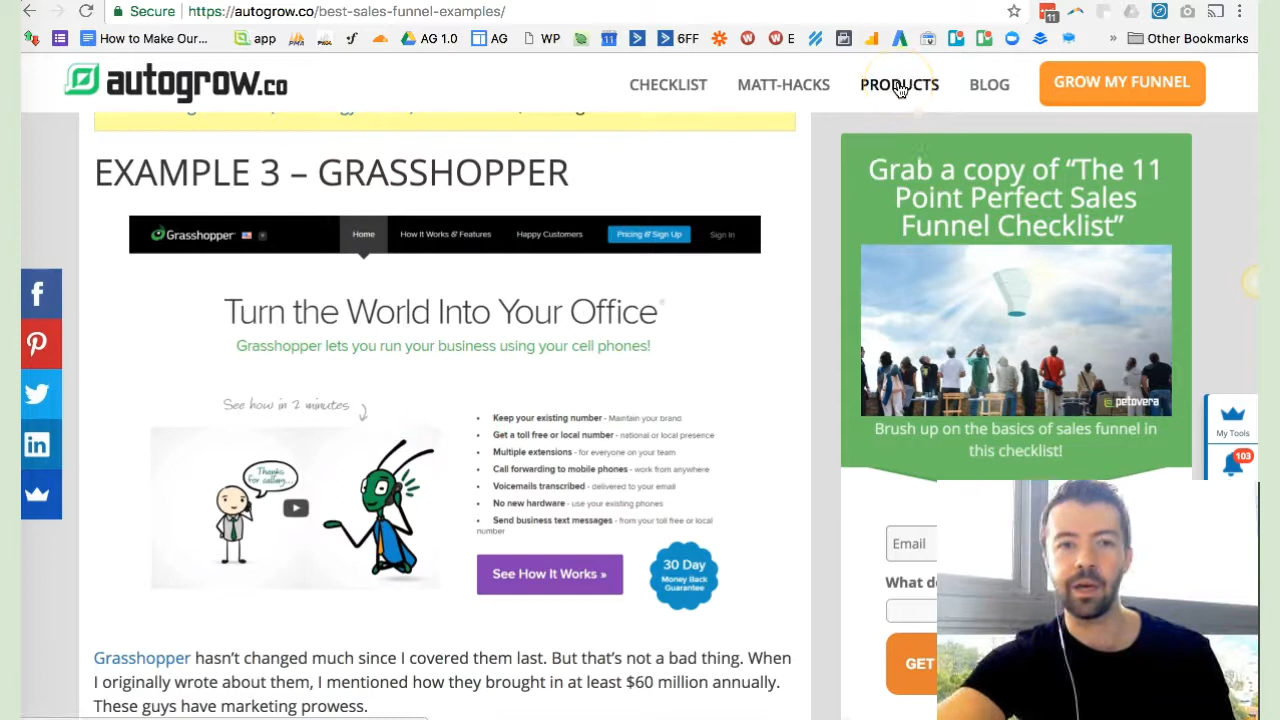 Secure https://autogrow.co/best-sales-funnel-examples/
11
How to Make Our... app AG 1.0 AG WP 11 6FF E Other Bookmarks
autogrow.co CHECKLIST MATT-HACKS PRODUCTS BLOG GROW MY FUNNEL
EXAMPLE 3 – GRASSHOPPER
Grasshopper Home How It Works & Features Happy Customers Pricing & Sign Up Sign In
Turn the World Into Your Office
Grasshopper lets you run your business using your cell phones!
See how in 2 minutes
Thanks
for calling...
• Keep your existing number - Maintain your brand
• Get a toll free or local number - national or local presence
• Multiple extensions - for everyone on your team
• Call forwarding to mobile phones - work from anywhere
• Voicemails transcribed - delivered to your email
• No new hardware - use your existing phones
• Send business text messages - from your toll free or local
number
See How It Works »
30 Day
Money Back
Guarantee
Grasshopper hasn't changed much since I covered them last. But that's not a bad thing. When
I originally wrote about them, I mentioned how they brought in at least $60 million annually.
These guys have marketing prowess.
Grab a copy of “The 11
Point Perfect Sales
Funnel Checklist”
petovera
Brush up on the basics of sales funnel in
this checklist!
My Tools
103
Email
What d
GET